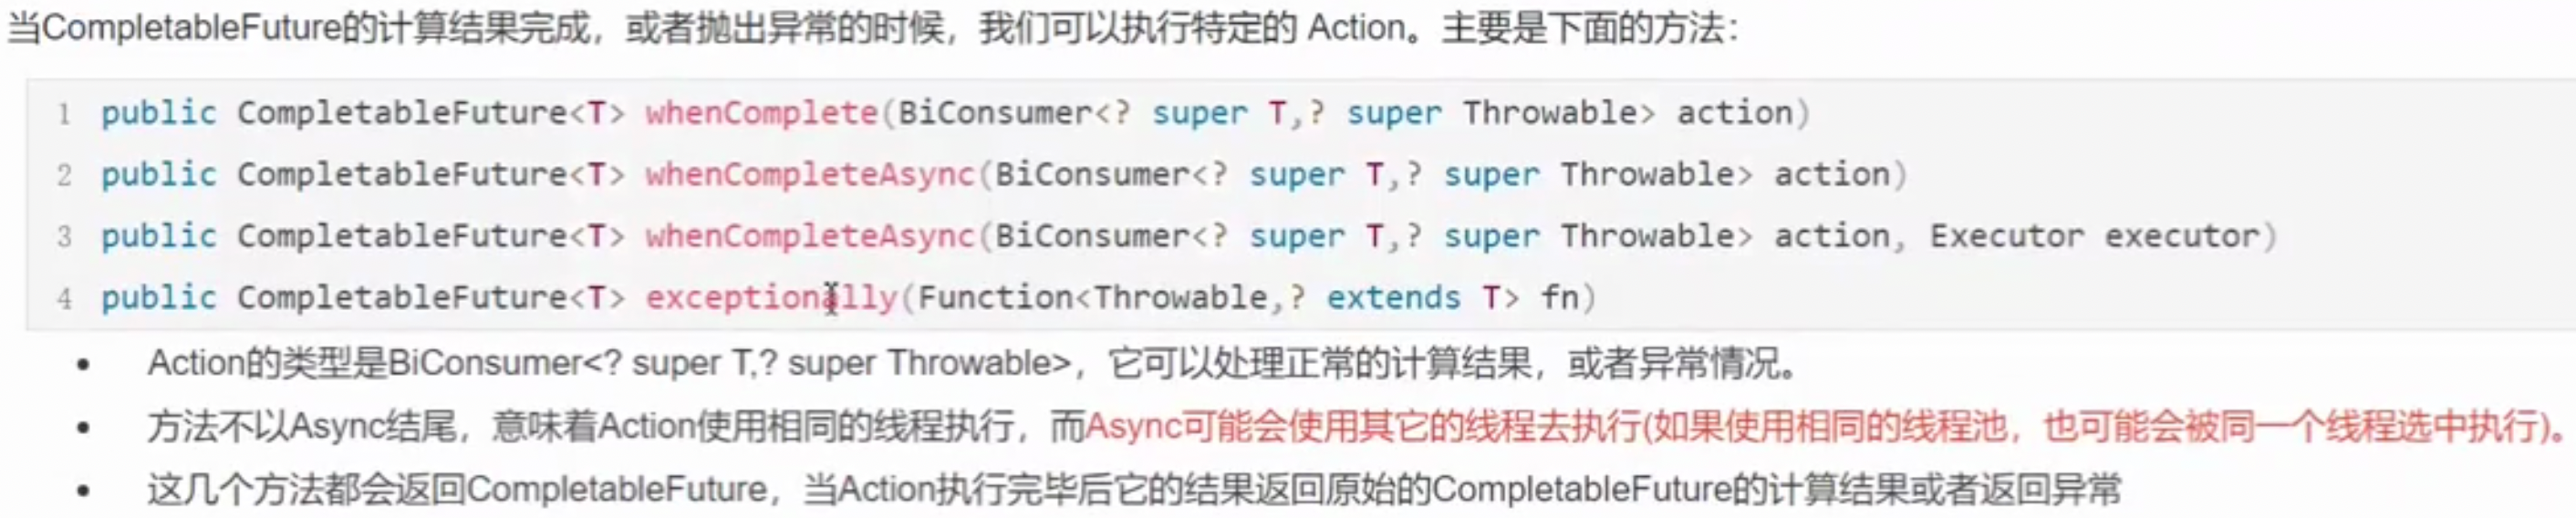 当CompletableFuture的计算结果完成，或者抛出异常的时候，我们可以执行特定的 Action。主要是下面的方法：
1 public CompletableFuture<T> whenComplete(BiConsumer<? super T,? super Throwable> action)
2 public CompletableFuture<T> whenCompleteAsync(BiConsumer<? super T,? super Throwable> action)
3 public CompletableFuture<T> whenCompleteAsync(BiConsumer<? super T,? super Throwable> action, Executor executor)
4 public CompletableFuture<T> exceptionally(Function<Throwable,? extends T> fn)
• Action的类型是BiConsumer<? super T,? super Throwable>，它可以处理正常的计算结果，或者异常情况。
• 方法不以Async结尾，意味着Action使用相同的线程执行，而Async可能会使用其它的线程去执行(如果使用相同的线程池，也可能会被同一个线程选中执行)。
• 这几个方法都会返回CompletableFuture，当Action执行完毕后它的结果返回原始的CompletableFuture的计算结果或者返回异常